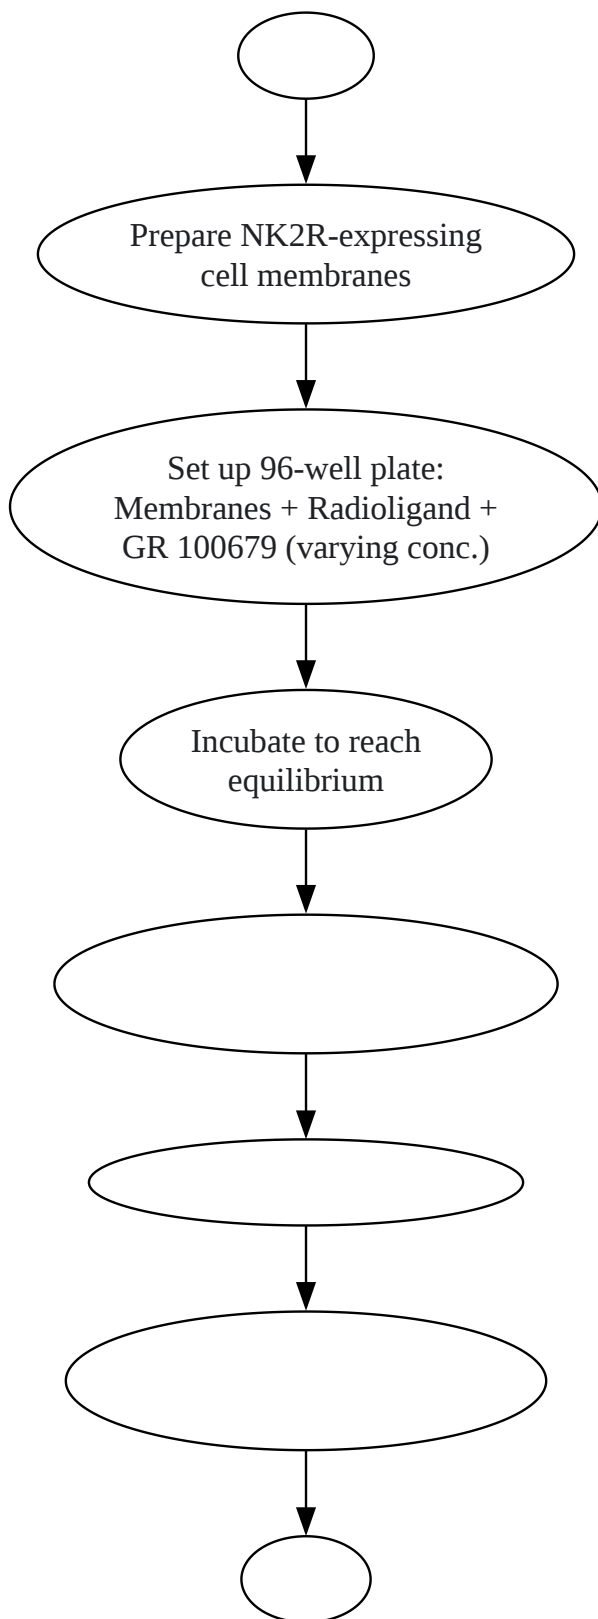 Prepare NK2R-expressing
cell membranes
Set up 96-well plate:
Membranes + Radioligand +
GR 100679 (varying conc.)
Incubate to reach
equilibrium